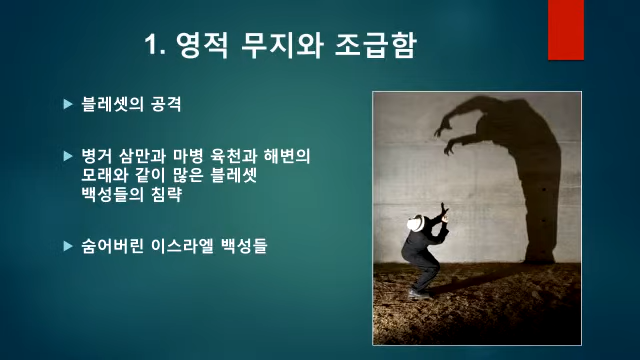 1. 영적 무지와 조급함
블레셋의 공격
병거 삼만과 마병 육천과 해변의
모래와 같이 많은 블레셋
백성들의 침략
숨어버린 이스라엘 백성들